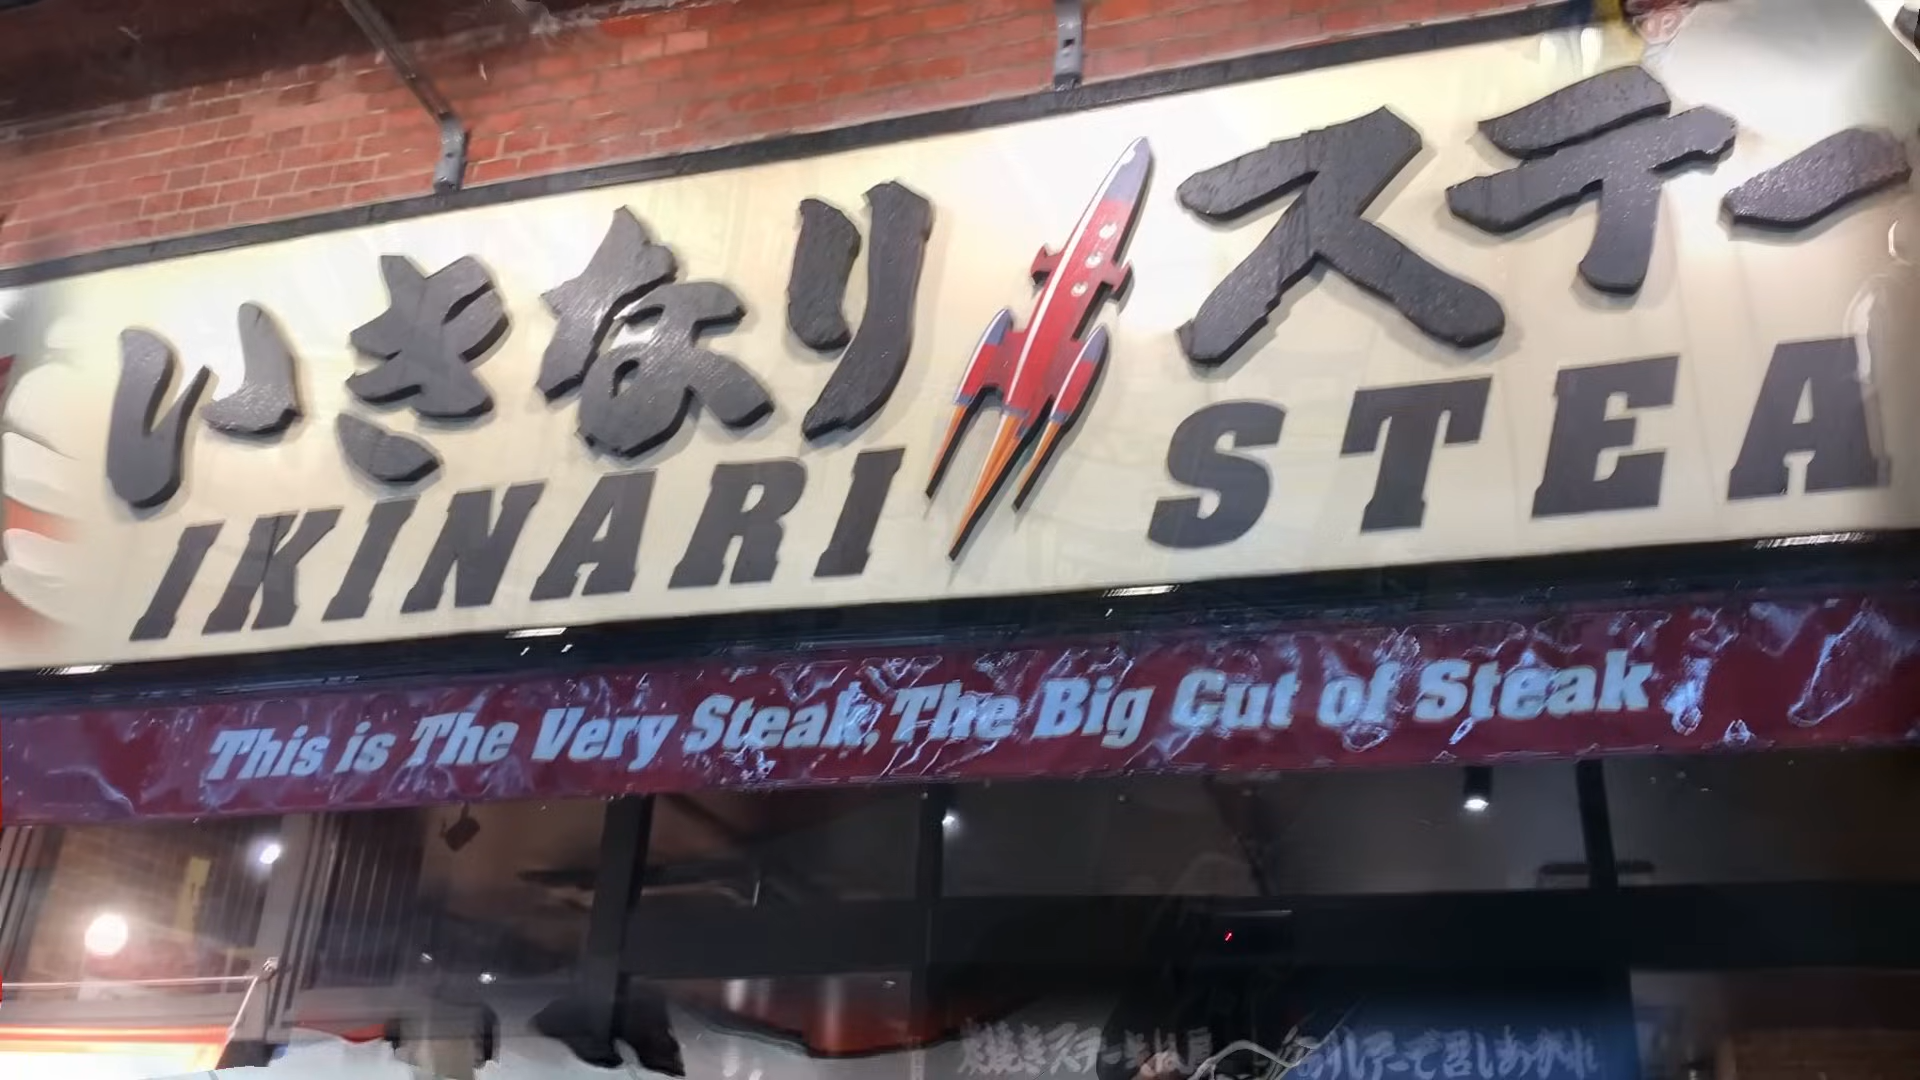 いきなりステー
IKINARI STEA
This is The Very Steak, The Big Cut of Steak